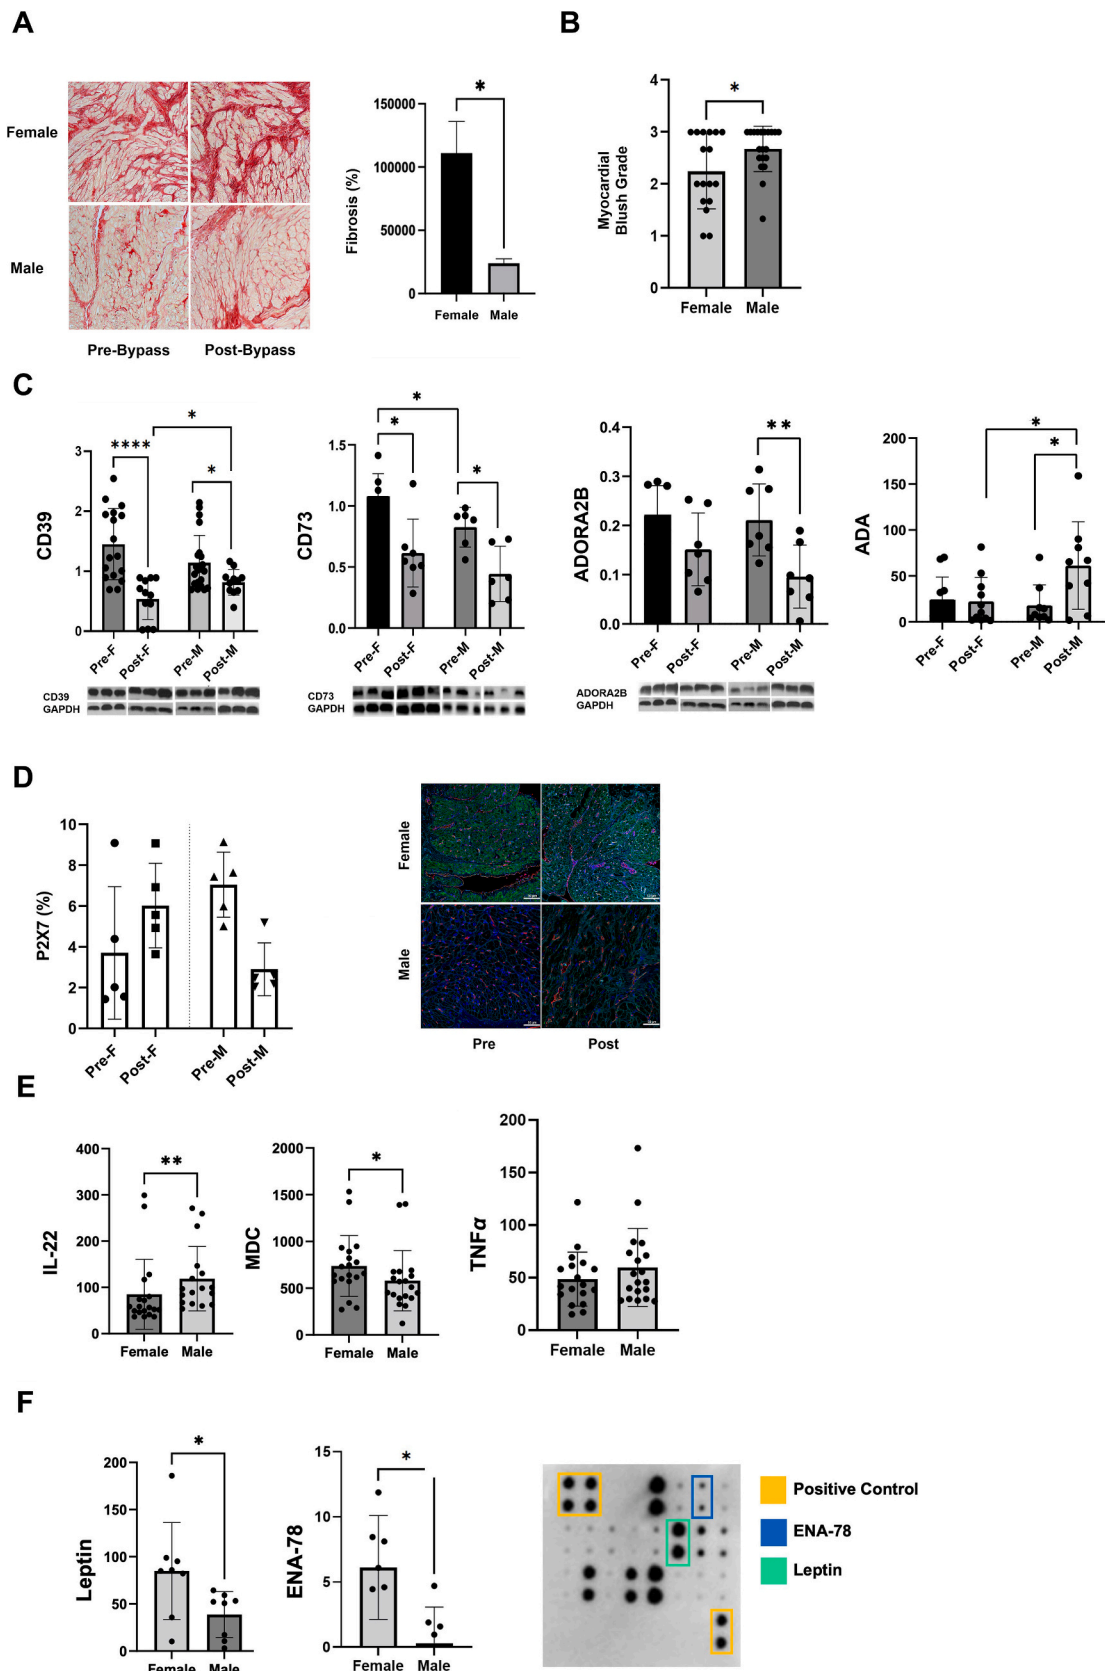 A
B
Female
Male
Pre-Bypass
Post-Bypass
Fibrosis (%)
150000
100000
50000
0
*
Female
Male
Myocardial
Blush Grade
4
3
2
1
0
*
Female
Male
C
CD39
3
2
1
0
****
*
*
Pre-F
Post-F
Pre-M
Post-M
CD39
GAPDH
CD73
1.5
1.0
0.5
0.0
*
*
*
Pre-F
Post-F
Pre-M
Post-M
CD73
GAPDH
ADORA2B
0.4
0.3
0.2
0.1
0.0
**
Pre-F
Post-F
Pre-M
Post-M
ADORA2B
GAPDH
ADA
200
150
100
50
0
*
*
Pre-F
Post-F
Pre-M
Post-M
D
P2X7 (%)
10
8
6
4
2
0
Pre-F
Post-F
Pre-M
Post-M
Female
Male
Pre
Post
E
IL-22
400
300
200
100
0
**
Female
Male
MDC
2000
1500
1000
500
0
*
Female
Male
TNFα
200
150
100
50
0
Female
Male
F
Leptin
200
150
100
50
0
*
Female
Male
ENA-78
15
10
5
0
*
Female
Male
Positive Control
ENA-78
Leptin